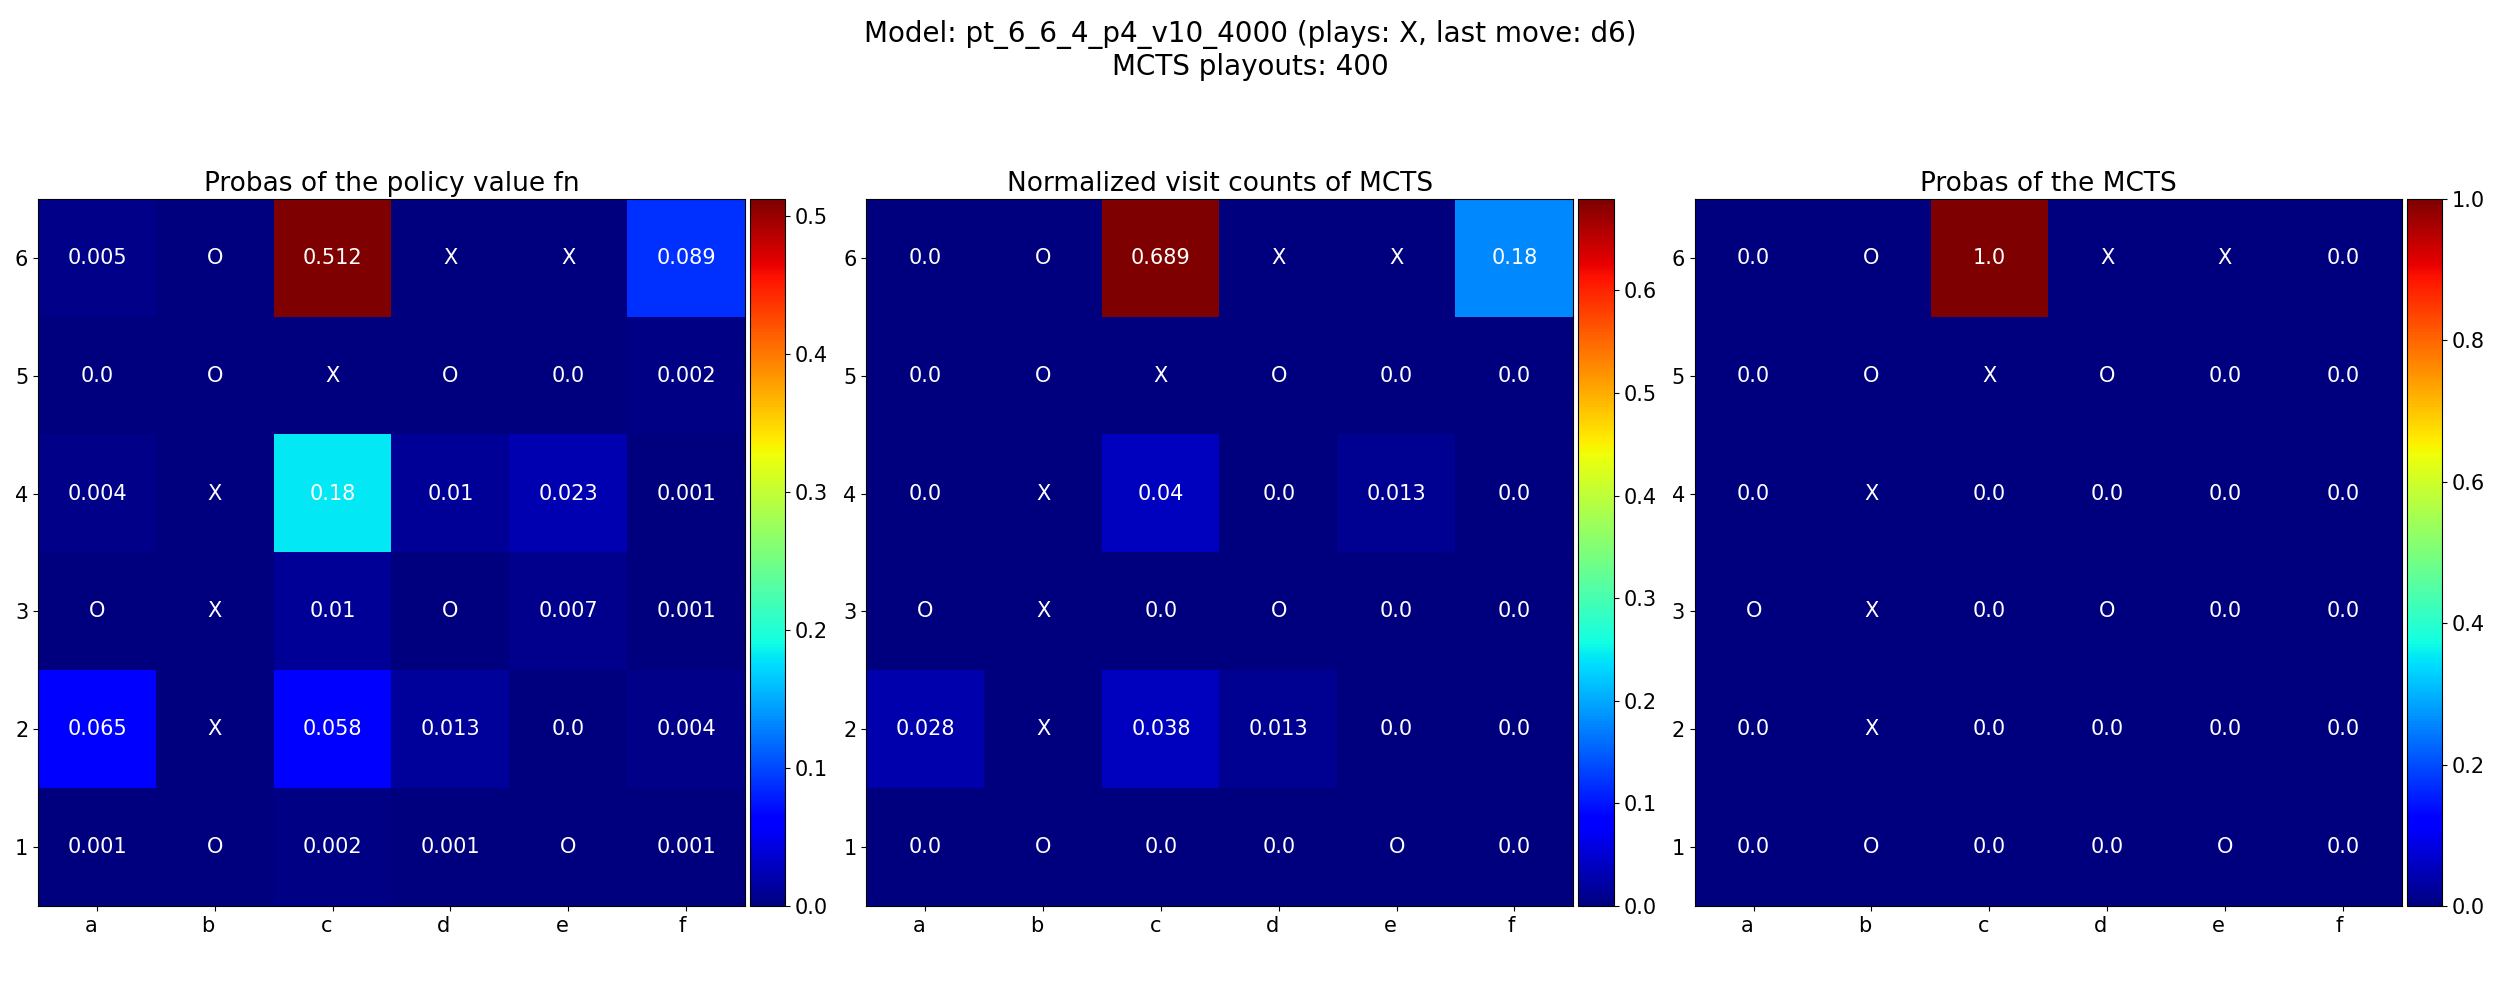 Model: pt_6_6_4_p4_v10_4000 (plays: X, last move: d6)
MCTS playouts: 400
Probas of the policy value fn
6 0.005 O 0.512 X X 0.089
5 0.0 O X O 0.0 0.002
4 0.004 X 0.18 0.01 0.023 0.001
3 O X 0.01 O 0.007 0.001
2 0.065 X 0.058 0.013 0.0 0.004
1 0.001 O 0.002 0.001 O 0.001
a b c d e f
0.5
0.4
0.3
0.2
0.1
0.0
Normalized visit counts of MCTS
6 0.0 O 0.689 X X 0.18
5 0.0 O X O 0.0 0.0
4 0.0 X 0.04 0.0 0.013 0.0
3 O X 0.0 O 0.0 0.0
2 0.028 X 0.038 0.013 0.0 0.0
1 0.0 O 0.0 0.0 O 0.0
a b c d e f
0.6
0.5
0.4
0.3
0.2
0.1
0.0
Probas of the MCTS
6 0.0 O 1.0 X X 0.0
5 0.0 O X O 0.0 0.0
4 0.0 X 0.0 0.0 0.0 0.0
3 O X 0.0 O 0.0 0.0
2 0.0 X 0.0 0.0 0.0 0.0
1 0.0 O 0.0 0.0 O 0.0
a b c d e f
1.0
0.8
0.6
0.4
0.2
0.0